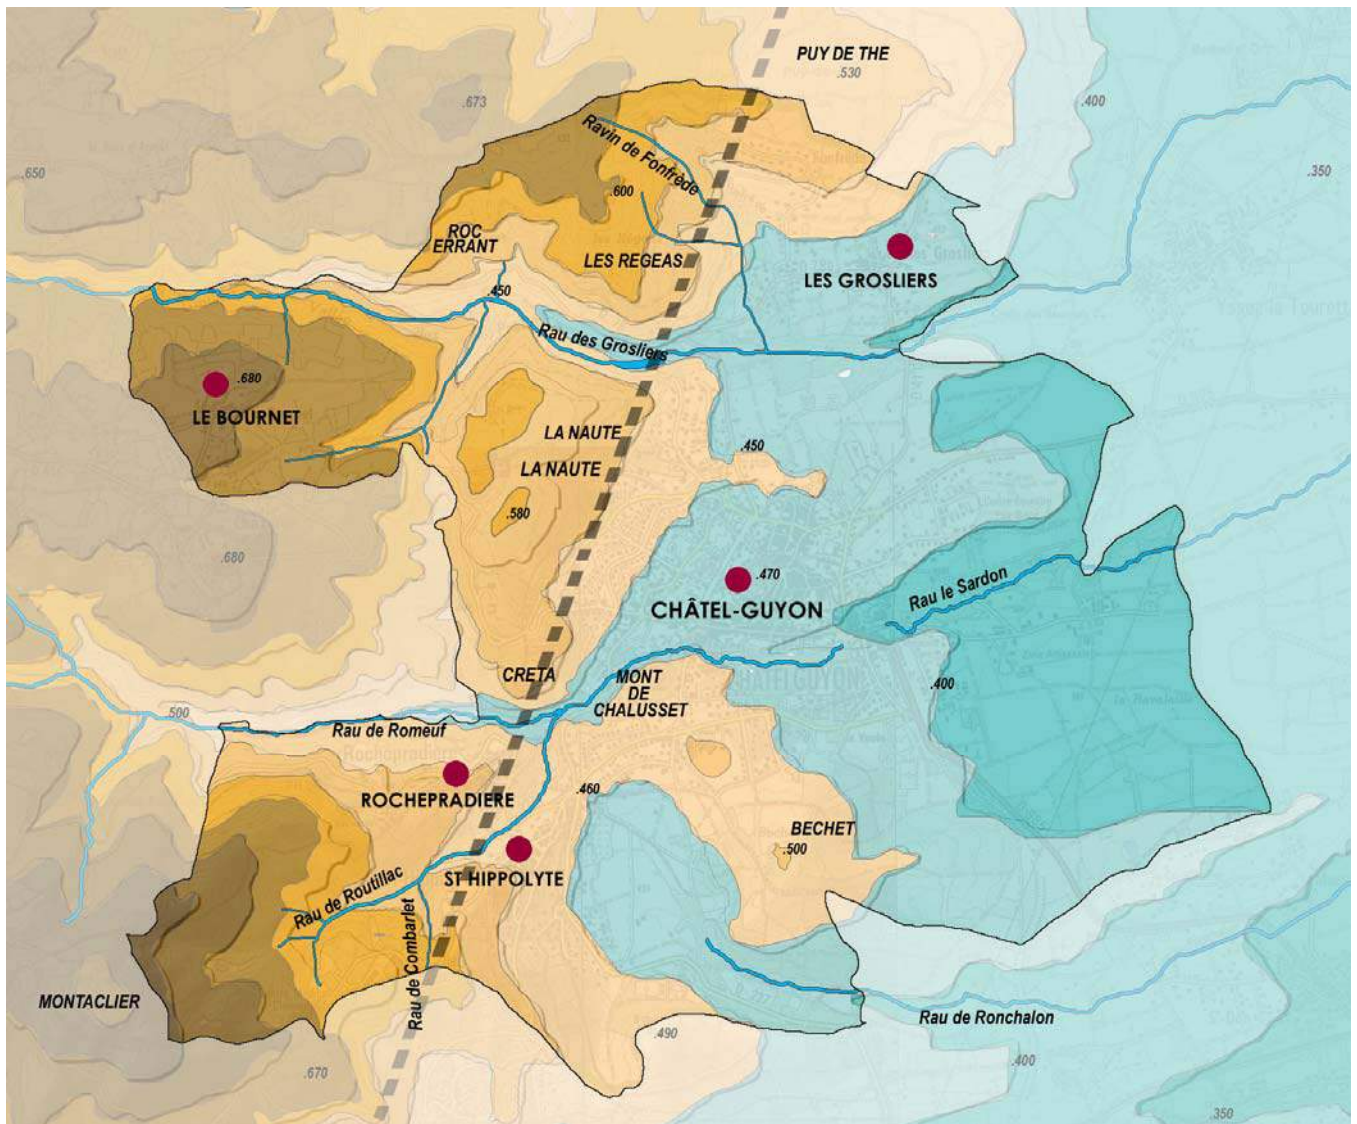 PUY DE THE
.530
.673
.400
Ravin de Fonfrède
.650
.350
.600
ROC
ERRANT
LES REGEAS
LES GROSLIERS
.450
Rau des Grosliers
.680
LE BOURNET
LA NAUTE
.450
LA NAUTE
.580
.680
.470
Rau le Sardon
CHÂTEL-GUYON
CRETA
MONT
DE
CHALUSSET
CHATEL GUYON
.400
.500
Rau de Romeuf
Rochepradière
ROCHEPRADIERE
.460
BECHET
.500
ST HIPPOLYTE
Rau de Routillac
Rau de Combarlet
MONTACLIER
Rau de Ronchalon
.490
.400
.670
.350